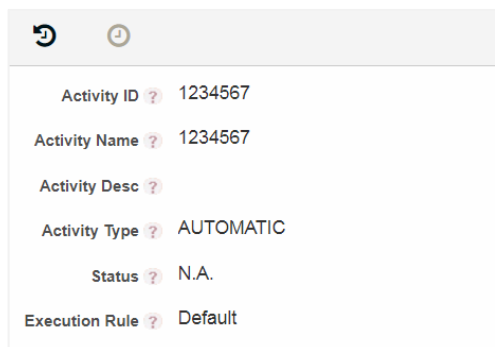 Activity ID ? 1234567
Activity Name ? 1234567
Activity Desc ?
Activity Type ? AUTOMATIC
Status ? N.A.
Execution Rule ? Default